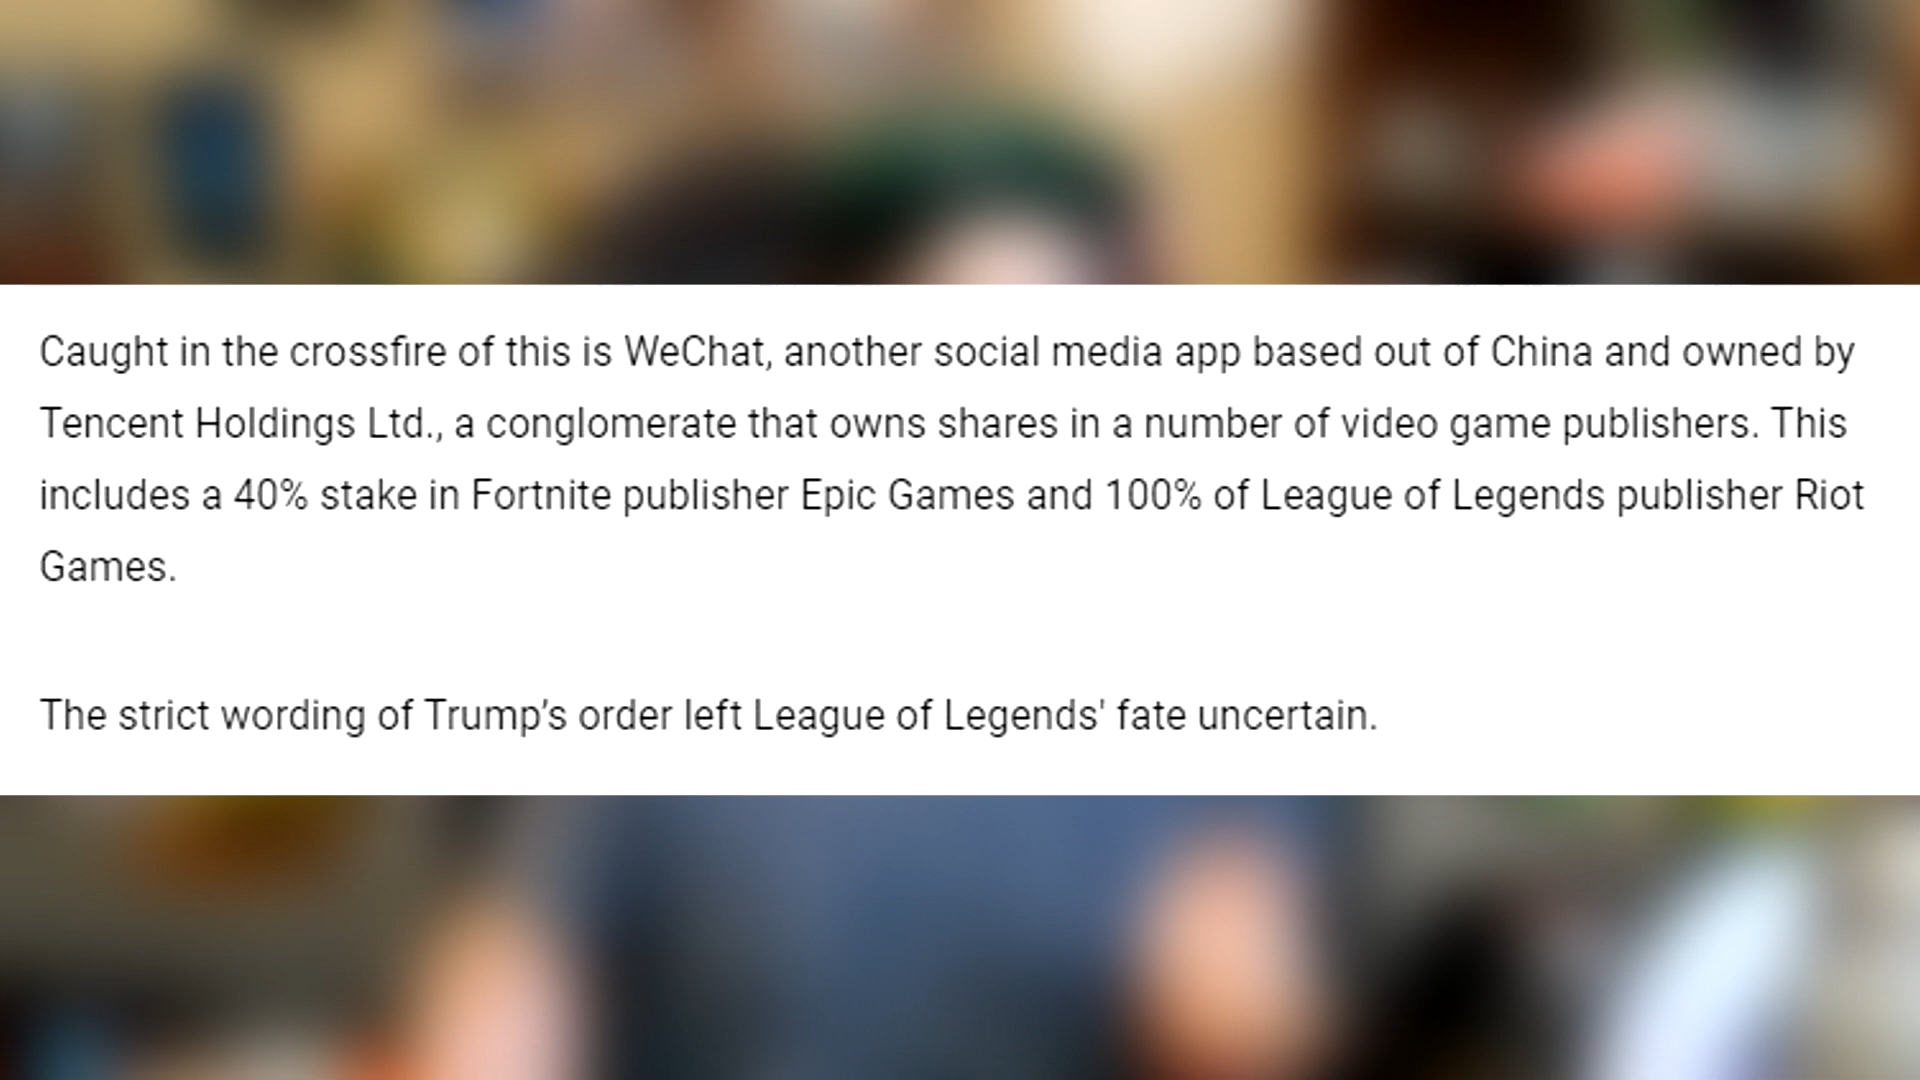 Caught in the crossfire of this is WeChat, another social media app based out of China and owned by
Tencent Holdings Ltd., a conglomerate that owns shares in a number of video game publishers. This
includes a 40% stake in Fortnite publisher Epic Games and 100% of League of Legends publisher Riot
Games.
The strict wording of Trump’s order left League of Legends' fate uncertain.